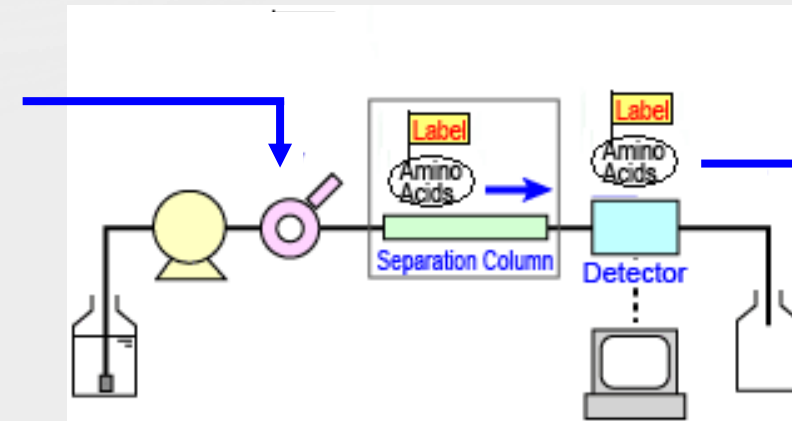 Label
Amino
Acids
Separation Column
Label
Amino
Acids
Detector